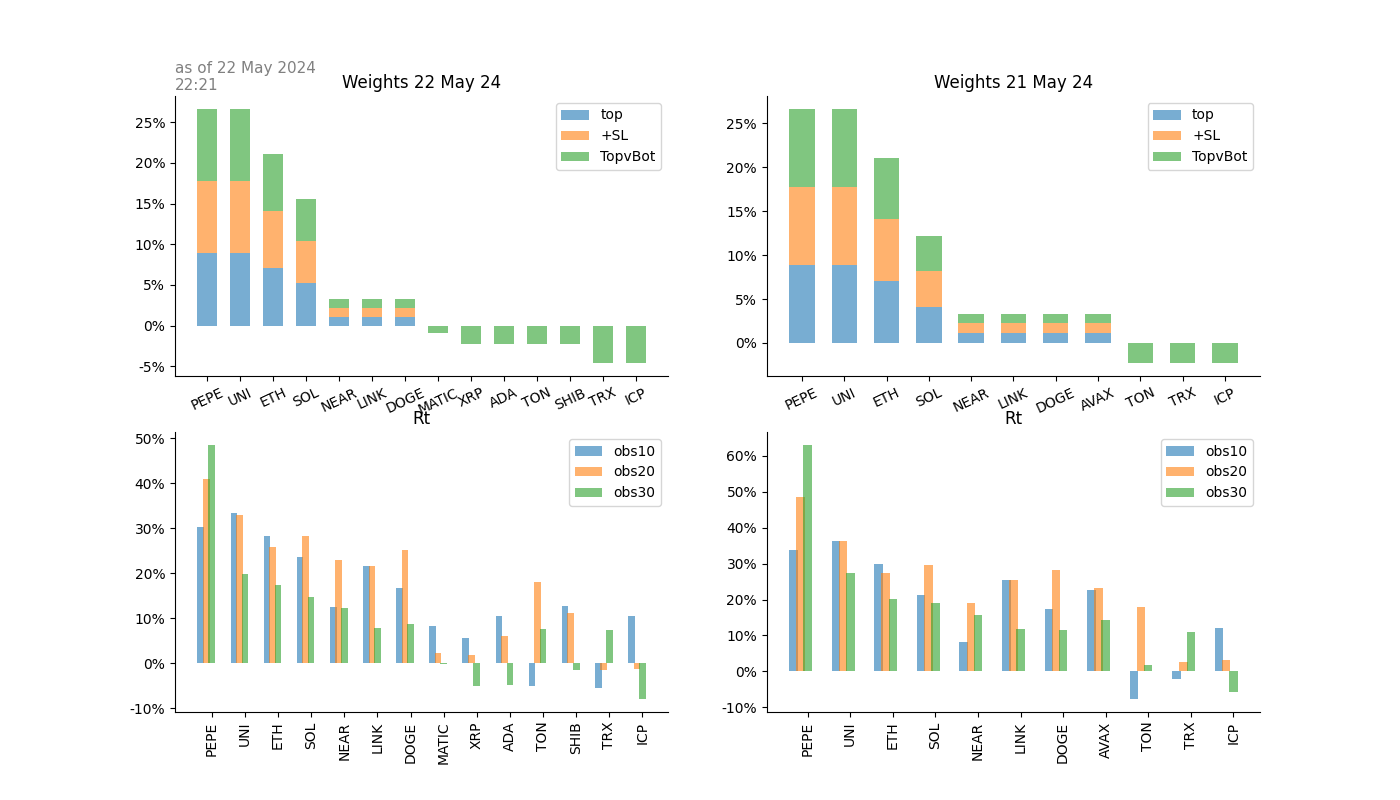 as of 22 May 2024
22:21
Weights 22 May 24
25%
20%
15%
10%
5%
0%
-5%
top
+SL
TopvBot
PEPE UNI ETH SOL NEAR LINK DOGE MATIC XRP ADA TON SHIB TRX ICP
Weights 21 May 24
25%
20%
15%
10%
5%
0%
top
+SL
TopvBot
PEPE UNI ETH SOL NEAR LINK DOGE AVAX TON TRX ICP
Rt
50%
40%
30%
20%
10%
0%
-10%
obs10
obs20
obs30
PEPE UNI ETH SOL NEAR LINK DOGE MATIC XRP ADA TON SHIB TRX ICP
Rt
60%
50%
40%
30%
20%
10%
0%
-10%
obs10
obs20
obs30
PEPE UNI ETH SOL NEAR LINK DOGE AVAX TON TRX ICP